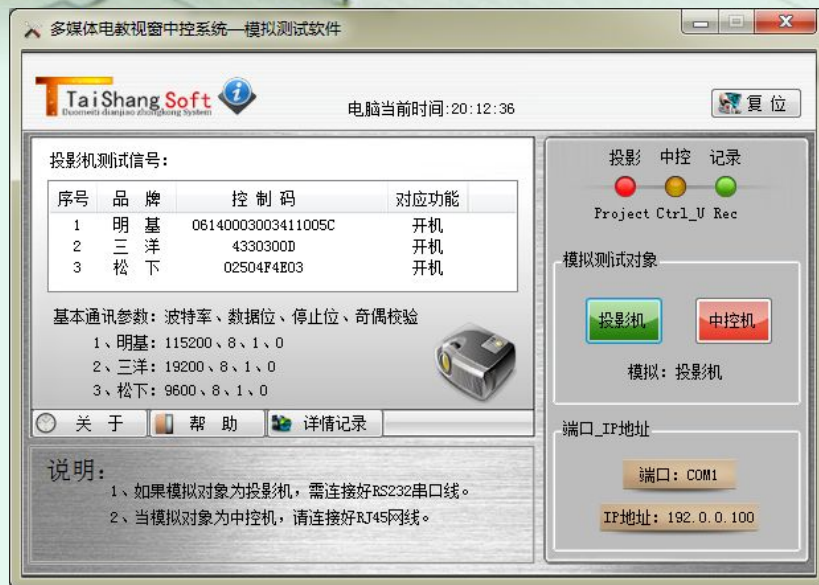 多媒体电教视窗中控系统—模拟测试软件
TaiShang Soft
Duomeiti dianjiao zhongkong System
电脑当前时间:20:12:36
复位
投影机测试信号：
序号 品牌 控制码 对应功能
1 明基 061400030003411005C 开机
2 三洋 4330300D 开机
3 松下 02504F4E03 开机
基本通讯参数：波特率、数据位、停止位、奇偶校验
1、明基：115200、8、1、0
2、三洋：19200、8、1、0
3、松下：9600、8、1、0
关于 帮助 详情记录
说明：
1、如果模拟对象为投影机，需连接好RS232串口线。
2、当模拟对象为中控机，请连接好RJ45网线。
投影 中控 记录
Project Ctrl_U Rec
模拟测试对象
投影机 中控机
模拟：投影机
端口_IP地址
端口：COM1
IP地址：192.0.0.100